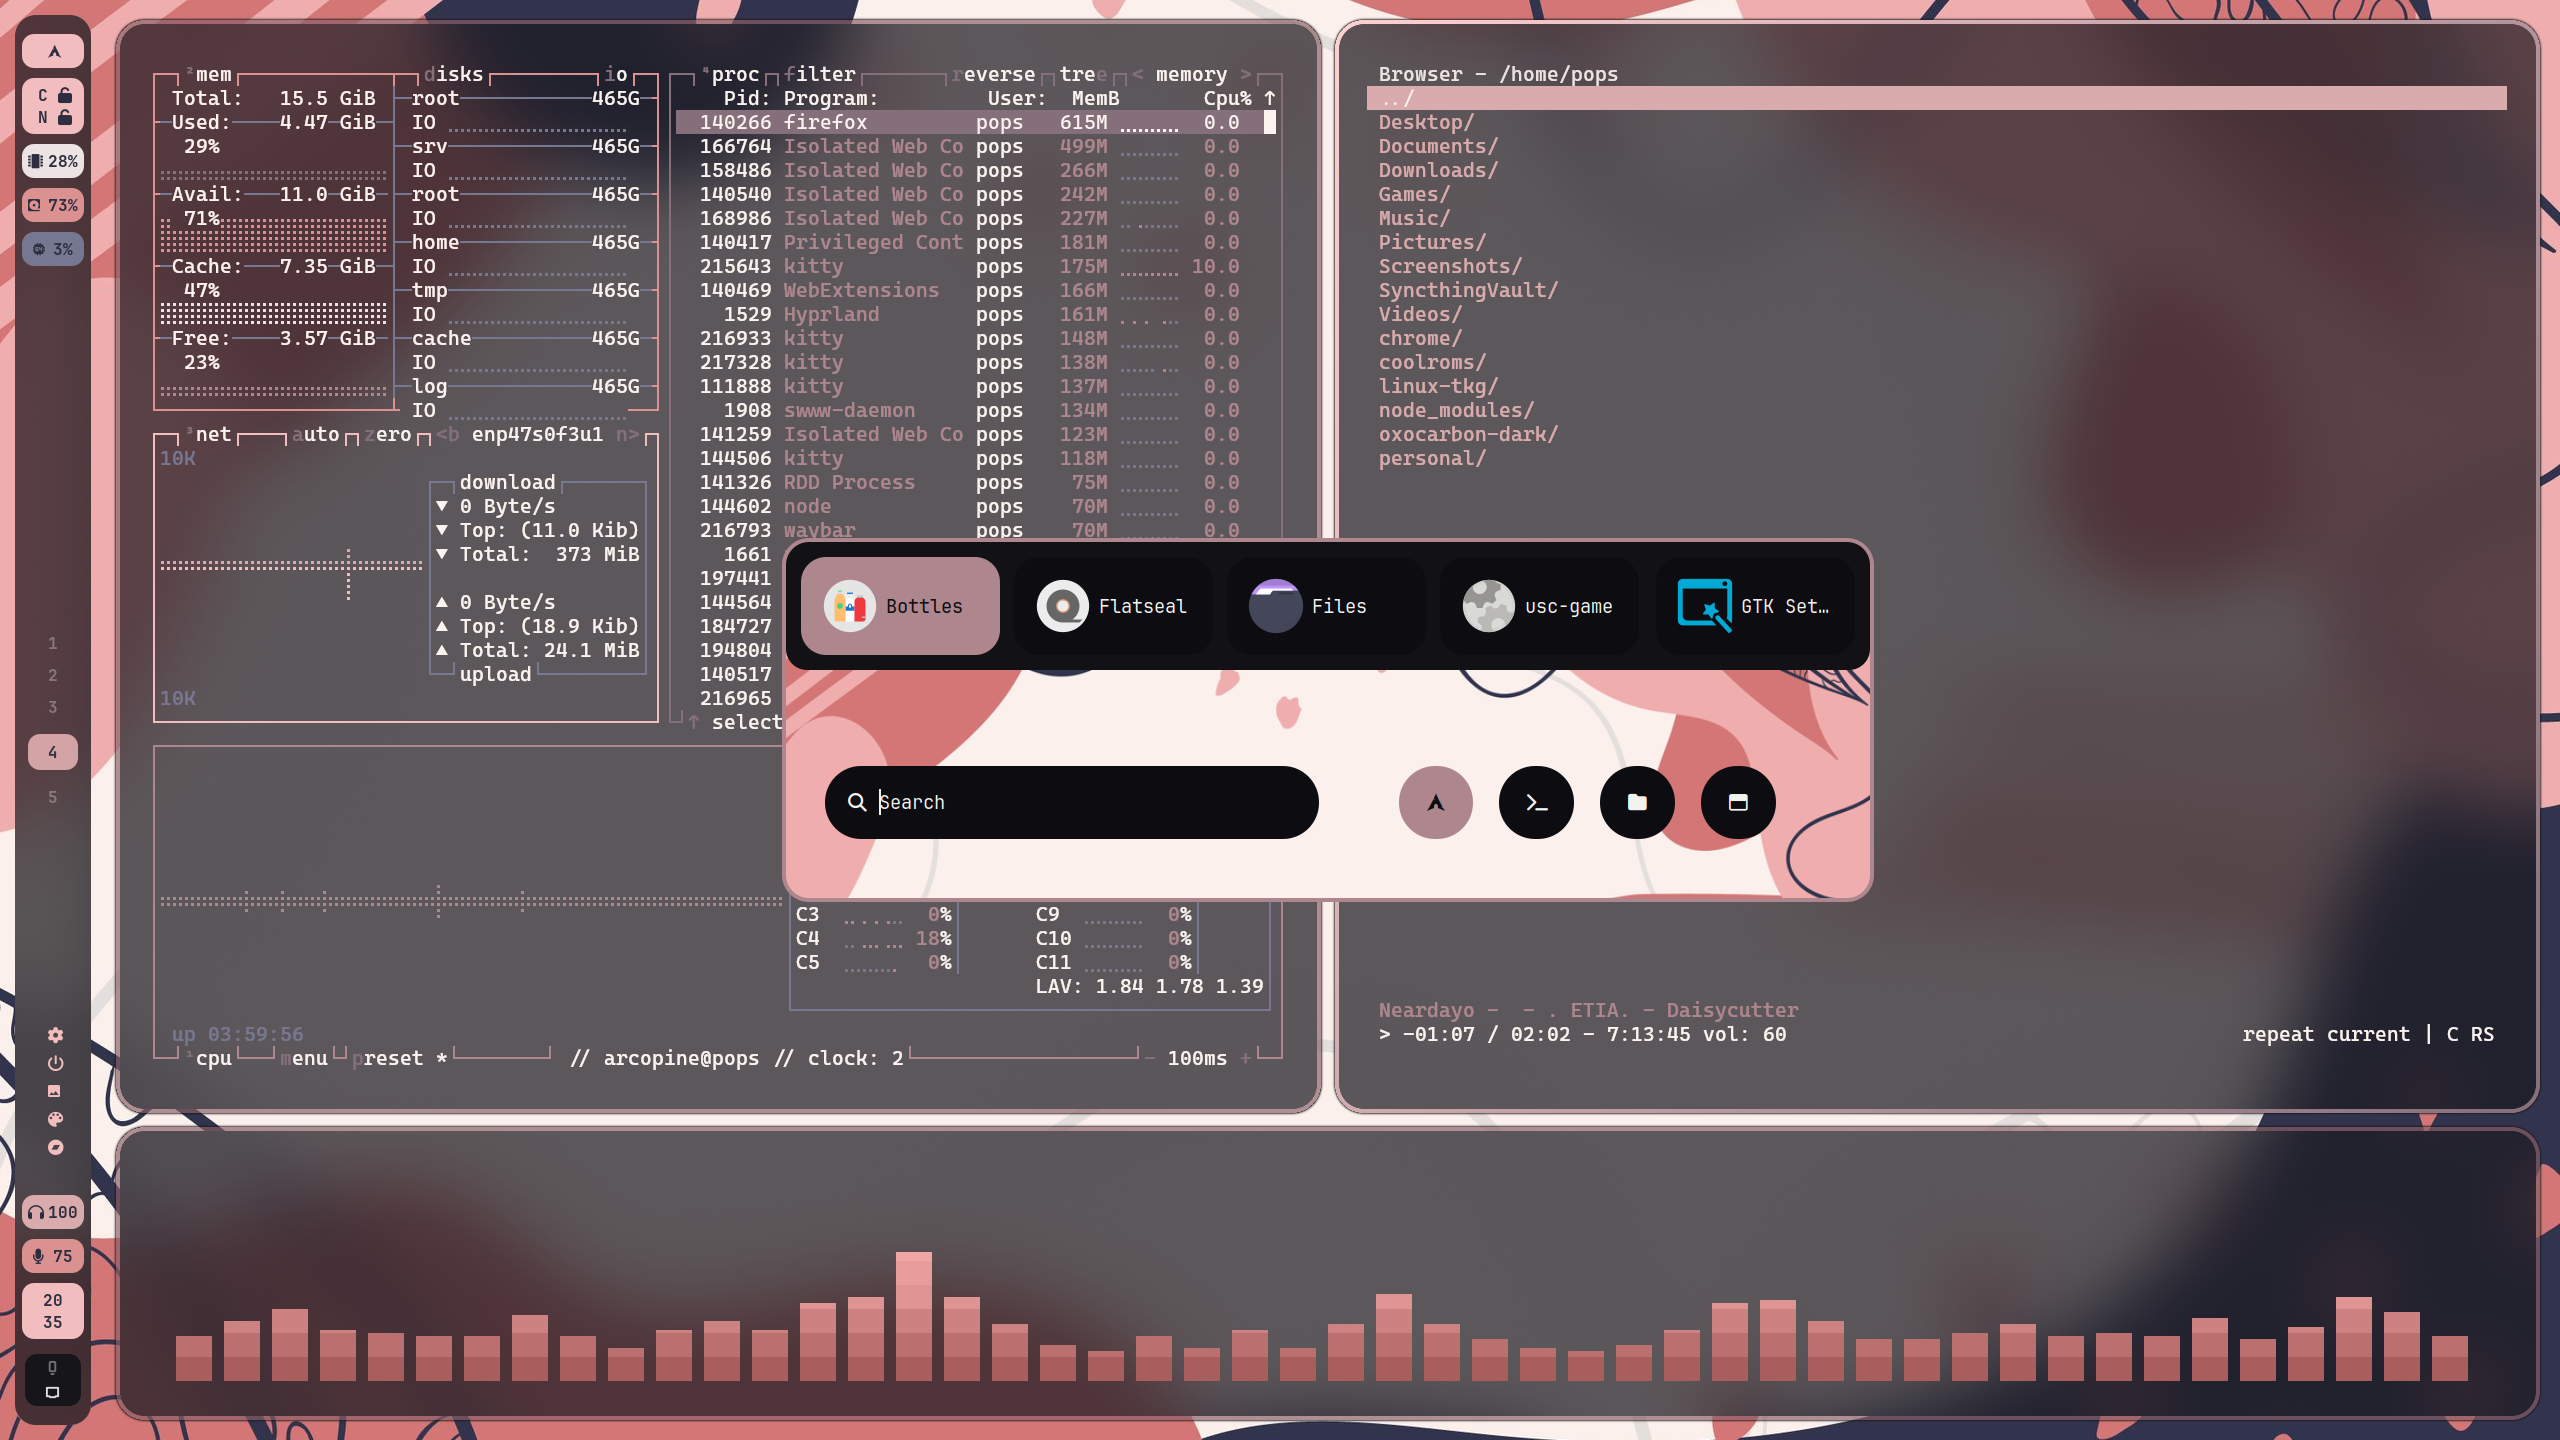 C
N
28%
73%
3%
1
2
3
4
5
100
75
20
35
²mem disks io
Total: 15.5 GiB root 465G
Used: 4.47 GiB IO
29% srv 465G
IO
Avail: 11.0 GiB root 465G
71% IO
home 465G
Cache: 7.35 GiB IO
47% tmp 465G
IO
Free: 3.57 GiB cache 465G
23% IO
log 465G
IO
³net auto zero <b enp47s0f3u1 n>
10K
download
▼ 0 Byte/s
▼ Top: (11.0 Kib)
▼ Total: 373 MiB
▲ 0 Byte/s
▲ Top: (18.9 Kib)
▲ Total: 24.1 MiB
upload
10K
⁴proc filter reverse tree < memory >
Pid: Program: User: MemB Cpu% ↑
140266 firefox pops 615M 0.0
166764 Isolated Web Co pops 499M 0.0
158486 Isolated Web Co pops 266M 0.0
140540 Isolated Web Co pops 242M 0.0
168986 Isolated Web Co pops 227M 0.0
140417 Privileged Cont pops 181M 0.0
215643 kitty pops 175M 10.0
140469 WebExtensions pops 166M 0.0
1529 Hyprland pops 161M 0.0
216933 kitty pops 148M 0.0
217328 kitty pops 138M 0.0
111888 kitty pops 137M 0.0
1908 swww-daemon pops 134M 0.0
141259 Isolated Web Co pops 123M 0.0
144506 kitty pops 118M 0.0
141326 RDD Process pops 75M 0.0
144602 node pops 70M 0.0
216793 waybar pops 70M 0.0
1661
197441
144564
184727
194804
140517
216965
↑ select
C3 0% C9 0%
C4 18% C10 0%
C5 0% C11 0%
LAV: 1.84 1.78 1.39
up 03:59:56
¹cpu menu preset * // arcopine@pops // clock: 2 - 100ms +
Bottles
Flatseal
Files
usc-game
GTK Set…
Search
Browser - /home/pops
../
Desktop/
Documents/
Downloads/
Games/
Music/
Pictures/
Screenshots/
SyncthingVault/
Videos/
chrome/
coolroms/
linux-tkg/
node_modules/
oxocarbon-dark/
personal/
Neardayo - - . ETIA. - Daisycutter
> -01:07 / 02:02 - 7:13:45 vol: 60 repeat current | C RS